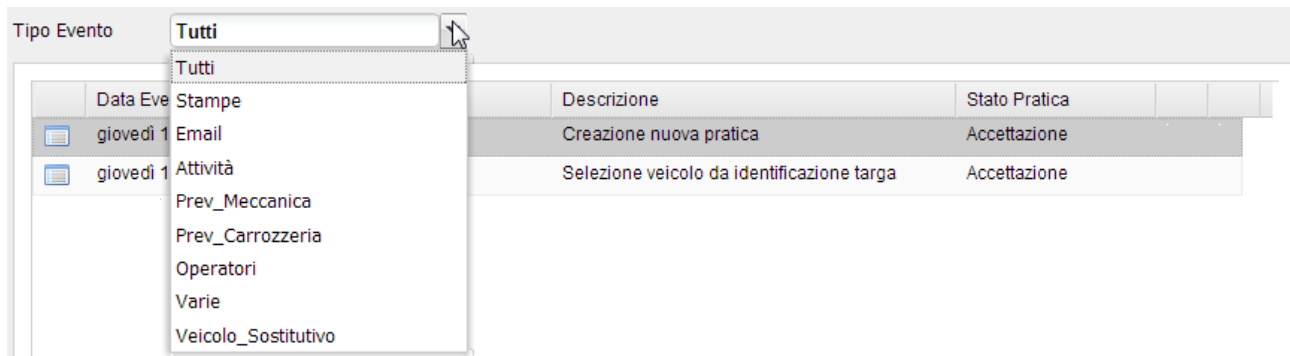 Tipo Evento Tutti
Tutti
Data Eve Descrizione Stato Pratica
Stampe
giovedì 1 Creazione nuova pratica Accettazione
Email
giovedì 1 Selezione veicolo da identificazione targa Accettazione
Attività
Prev_Meccanica
Prev_Carrozzeria
Operatori
Varie
Veicolo_Sostitutivo